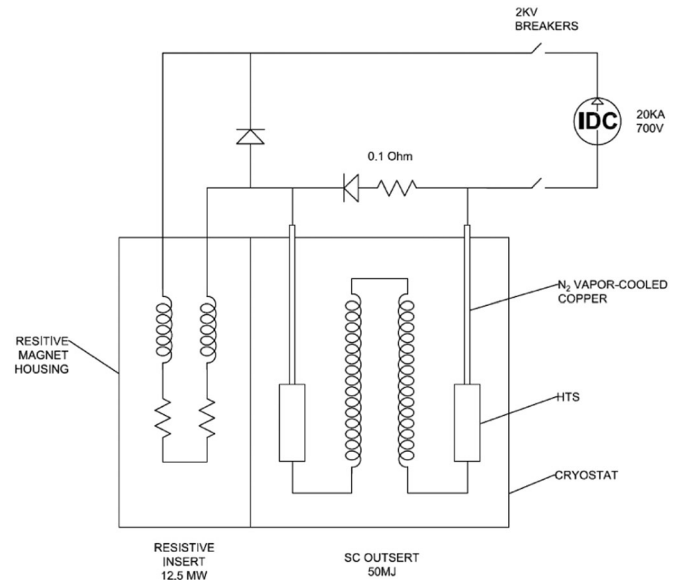 2KV
BREAKERS
IDC
20KA
700V
0.1 Ohm
N₂ VAPOR-COOLED
COPPER
RESITIVE
MAGNET
HOUSING
HTS
CRYOSTAT
RESISTIVE
INSERT
12.5 MW
SC OUTSERT
50MJ